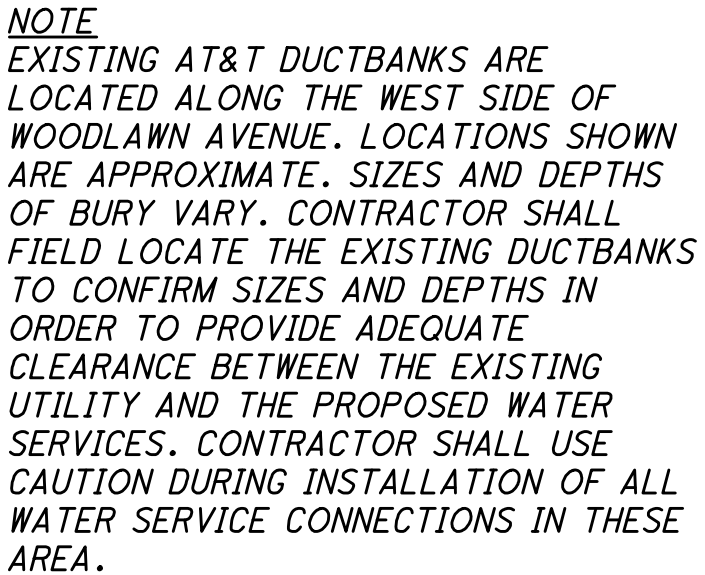 NOTE
EXISTING AT&T DUCTBANKS ARE
LOCATED ALONG THE WEST SIDE OF
WOODLAWN AVENUE. LOCATIONS SHOWN
ARE APPROXIMATE. SIZES AND DEPTHS
OF BURY VARY. CONTRACTOR SHALL
FIELD LOCATE THE EXISTING DUCTBANKS
TO CONFIRM SIZES AND DEPTHS IN
ORDER TO PROVIDE ADEQUATE
CLEARANCE BETWEEN THE EXISTING
UTILITY AND THE PROPOSED WATER
SERVICES. CONTRACTOR SHALL USE
CAUTION DURING INSTALLATION OF ALL
WATER SERVICE CONNECTIONS IN THESE
AREA.